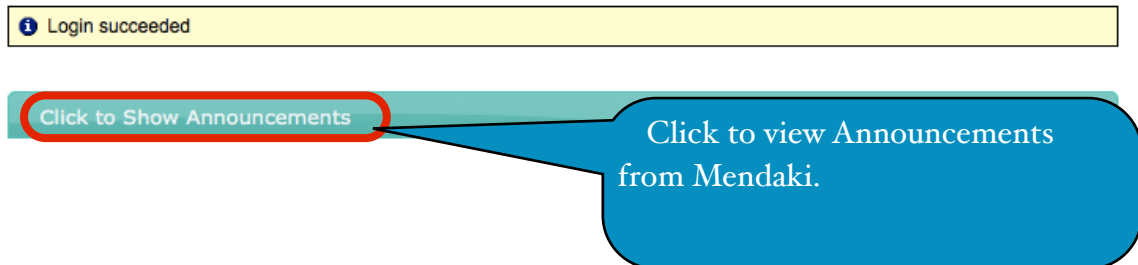 Login succeeded
Click to Show Announcements
Click to view Announcements
from Mendaki.